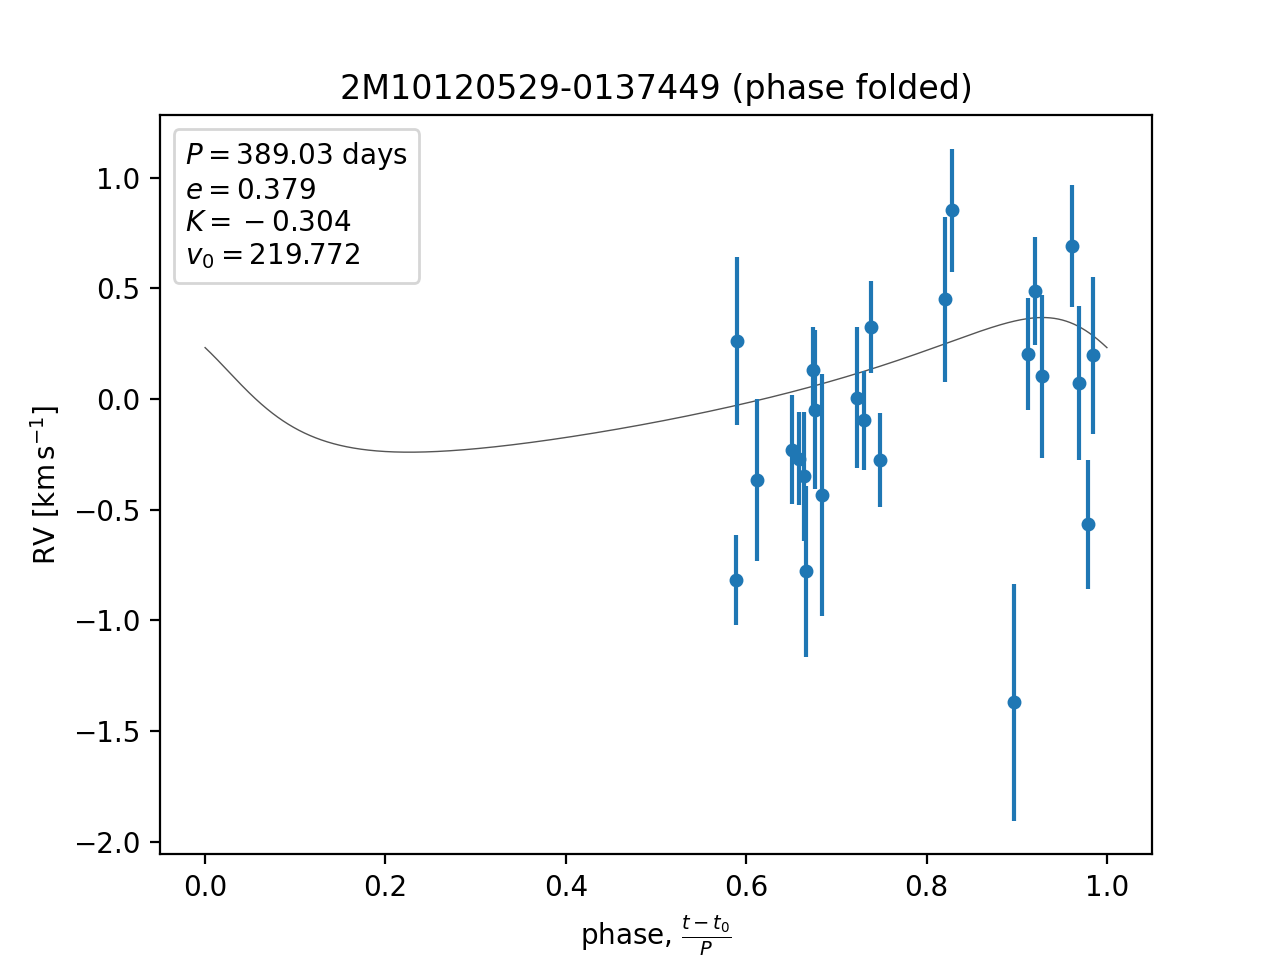 2M10120529-0137449 (phase folded)
P = 389.03 days
e = 0.379
K = −0.304
v₀ = 219.772
1.0
0.5
0.0
−0.5
−1.0
−1.5
−2.0
RV [km s⁻¹]
0.0 0.2 0.4 0.6 0.8 1.0
phase, (t − t₀)/P